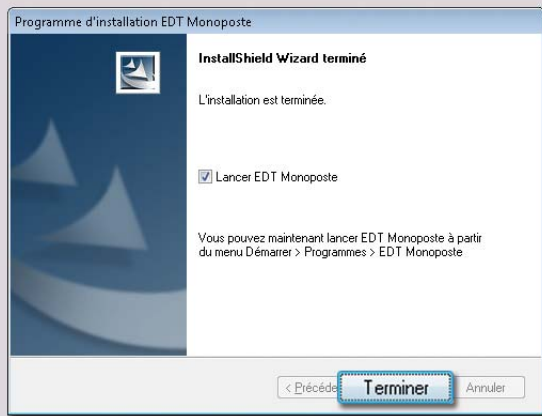 Programme d'installation EDT Monoposte
InstallShield Wizard terminé
L'installation est terminée.
Lancer EDT Monoposte
Vous pouvez maintenant lancer EDT Monoposte à partir
du menu Démarrer > Programmes > EDT Monoposte
< Précéde Terminer Annuler